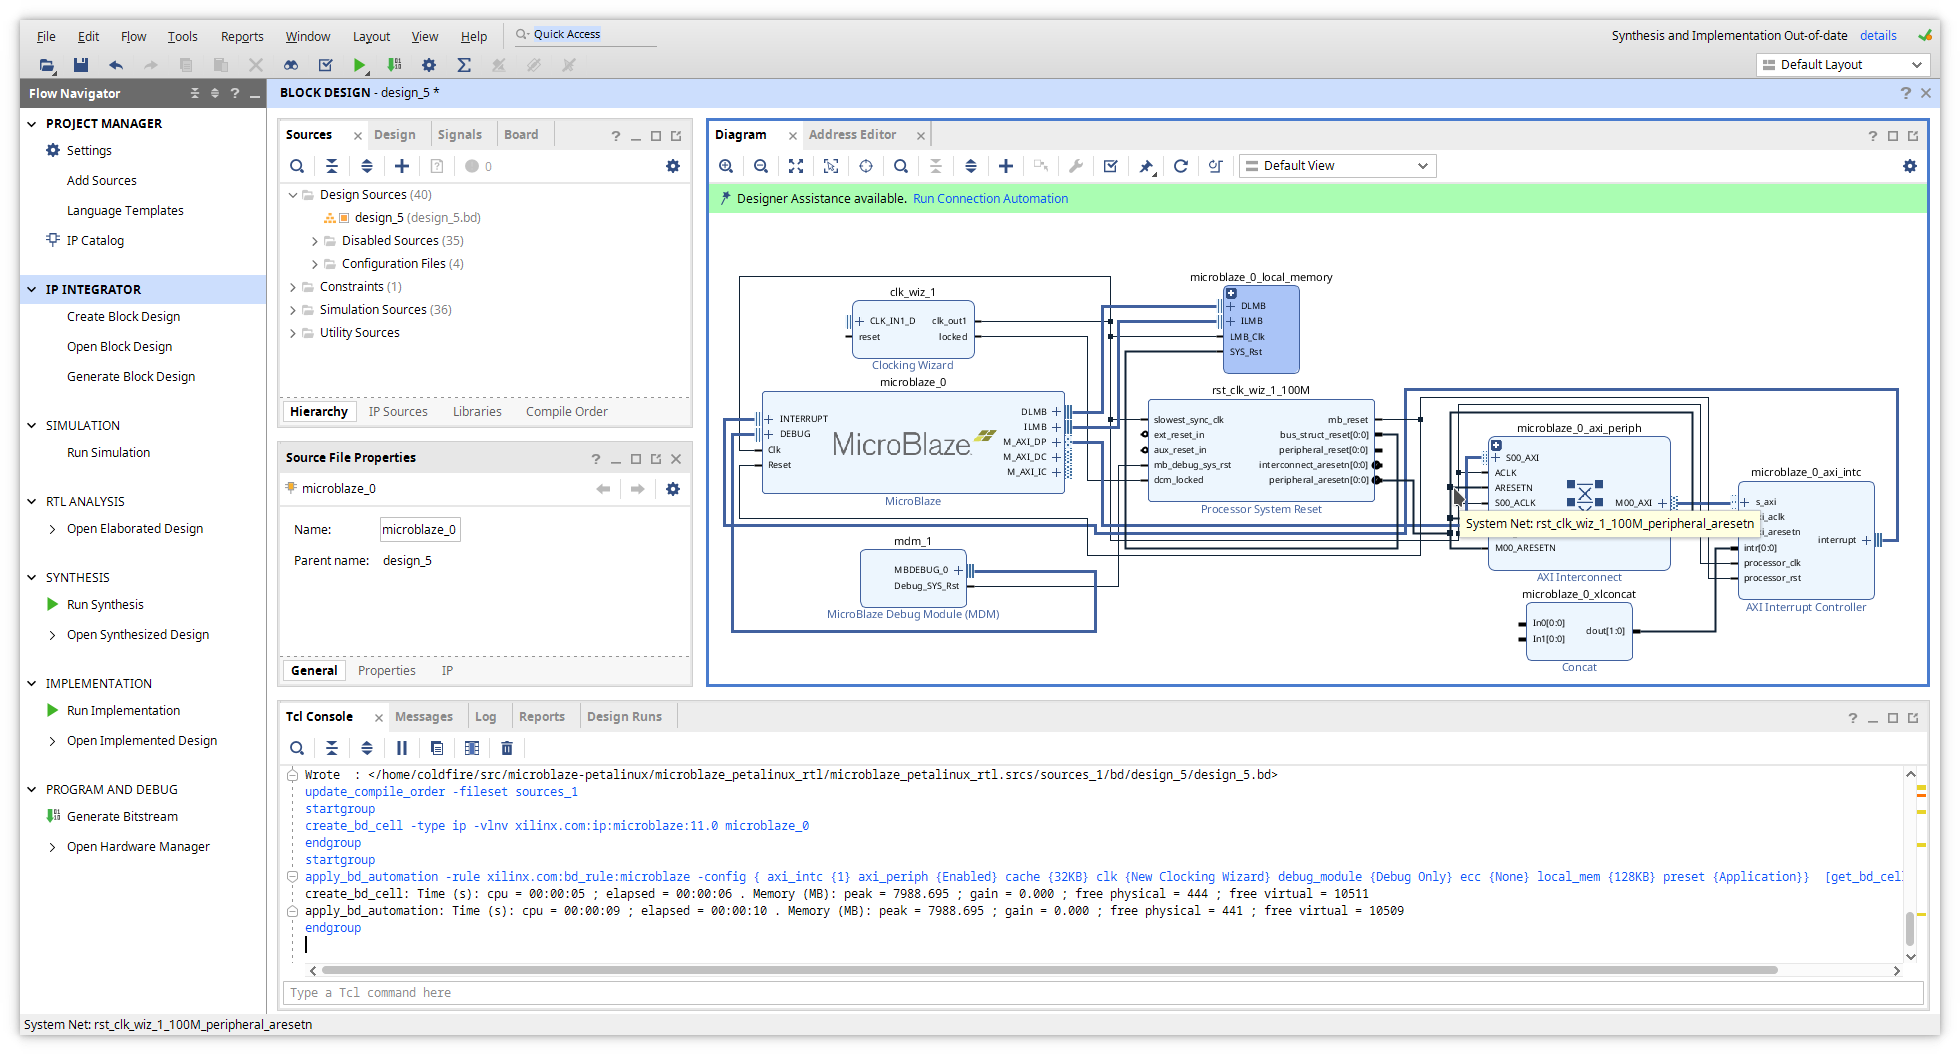 File Edit Flow Tools Reports Window Layout View Help Quick Access
Synthesis and Implementation Out-of-date details
Default Layout
Flow Navigator
PROJECT MANAGER
Settings
Add Sources
Language Templates
IP Catalog
IP INTEGRATOR
Create Block Design
Open Block Design
Generate Block Design
SIMULATION
Run Simulation
RTL ANALYSIS
Open Elaborated Design
SYNTHESIS
Run Synthesis
Open Synthesized Design
IMPLEMENTATION
Run Implementation
Open Implemented Design
PROGRAM AND DEBUG
Generate Bitstream
Open Hardware Manager
BLOCK DESIGN - design_5 *
Sources Design Signals Board
0
Design Sources (40)
design_5 (design_5.bd)
Disabled Sources (35)
Configuration Files (4)
Constraints (1)
Simulation Sources (36)
Utility Sources
Hierarchy IP Sources Libraries Compile Order
Source File Properties
microblaze_0
Name: microblaze_0
Parent name: design_5
General Properties IP
Diagram Address Editor
Default View
Designer Assistance available. Run Connection Automation
clk_wiz_1
CLK_IN1_D clk_out1
reset locked
Clocking Wizard
microblaze_0_local_memory
DLMB
ILMB
LMB_Clk
SYS_Rst
microblaze_0
INTERRUPT
DEBUG
Clk
Reset
MicroBlaze
DLMB
ILMB
M_AXI_DP
M_AXI_DC
M_AXI_IC
MicroBlaze
rst_clk_wiz_1_100M
slowest_sync_clk mb_reset
ext_reset_in bus_struct_reset[0:0]
aux_reset_in peripheral_reset[0:0]
mb_debug_sys_rst interconnect_aresetn[0:0]
dcm_locked peripheral_aresetn[0:0]
Processor System Reset
mdm_1
MBDEBUG_0
Debug_SYS_Rst
MicroBlaze Debug Module (MDM)
microblaze_0_axi_periph
S00_AXI
ACLK
ARESETN
S00_ACLK M00_AXI
System Net: rst_clk_wiz_1_100M_peripheral_aresetn
M00_ARESETN
AXI Interconnect
microblaze_0_axi_intc
s_axi
xi_aclk
xi_aresetn
intr[0:0]
processor_clk
processor_rst
interrupt
AXI Interrupt Controller
microblaze_0_xlconcat
In0[0:0]
In1[0:0]
dout[1:0]
Concat
Tcl Console Messages Log Reports Design Runs
Wrote : </home/coldfire/src/microblaze-petalinux/microblaze_petalinux_rtl/microblaze_petalinux_rtl.srcs/sources_1/bd/design_5/design_5.bd>
update_compile_order -fileset sources_1
startgroup
create_bd_cell -type ip -vlnv xilinx.com:ip:microblaze:11.0 microblaze_0
endgroup
startgroup
apply_bd_automation -rule xilinx.com:bd_rule:microblaze -config { axi_intc {1} axi_periph {Enabled} cache {32KB} clk {New Clocking Wizard} debug_module {Debug Only} ecc {None} local_mem {128KB} preset {Application}} [get_bd_cel
create_bd_cell: Time (s): cpu = 00:00:05 ; elapsed = 00:00:06 . Memory (MB): peak = 7988.695 ; gain = 0.000 ; free physical = 444 ; free virtual = 10511
apply_bd_automation: Time (s): cpu = 00:00:09 ; elapsed = 00:00:10 . Memory (MB): peak = 7988.695 ; gain = 0.000 ; free physical = 441 ; free virtual = 10509
endgroup
Type a Tcl command here
System Net: rst_clk_wiz_1_100M_peripheral_aresetn